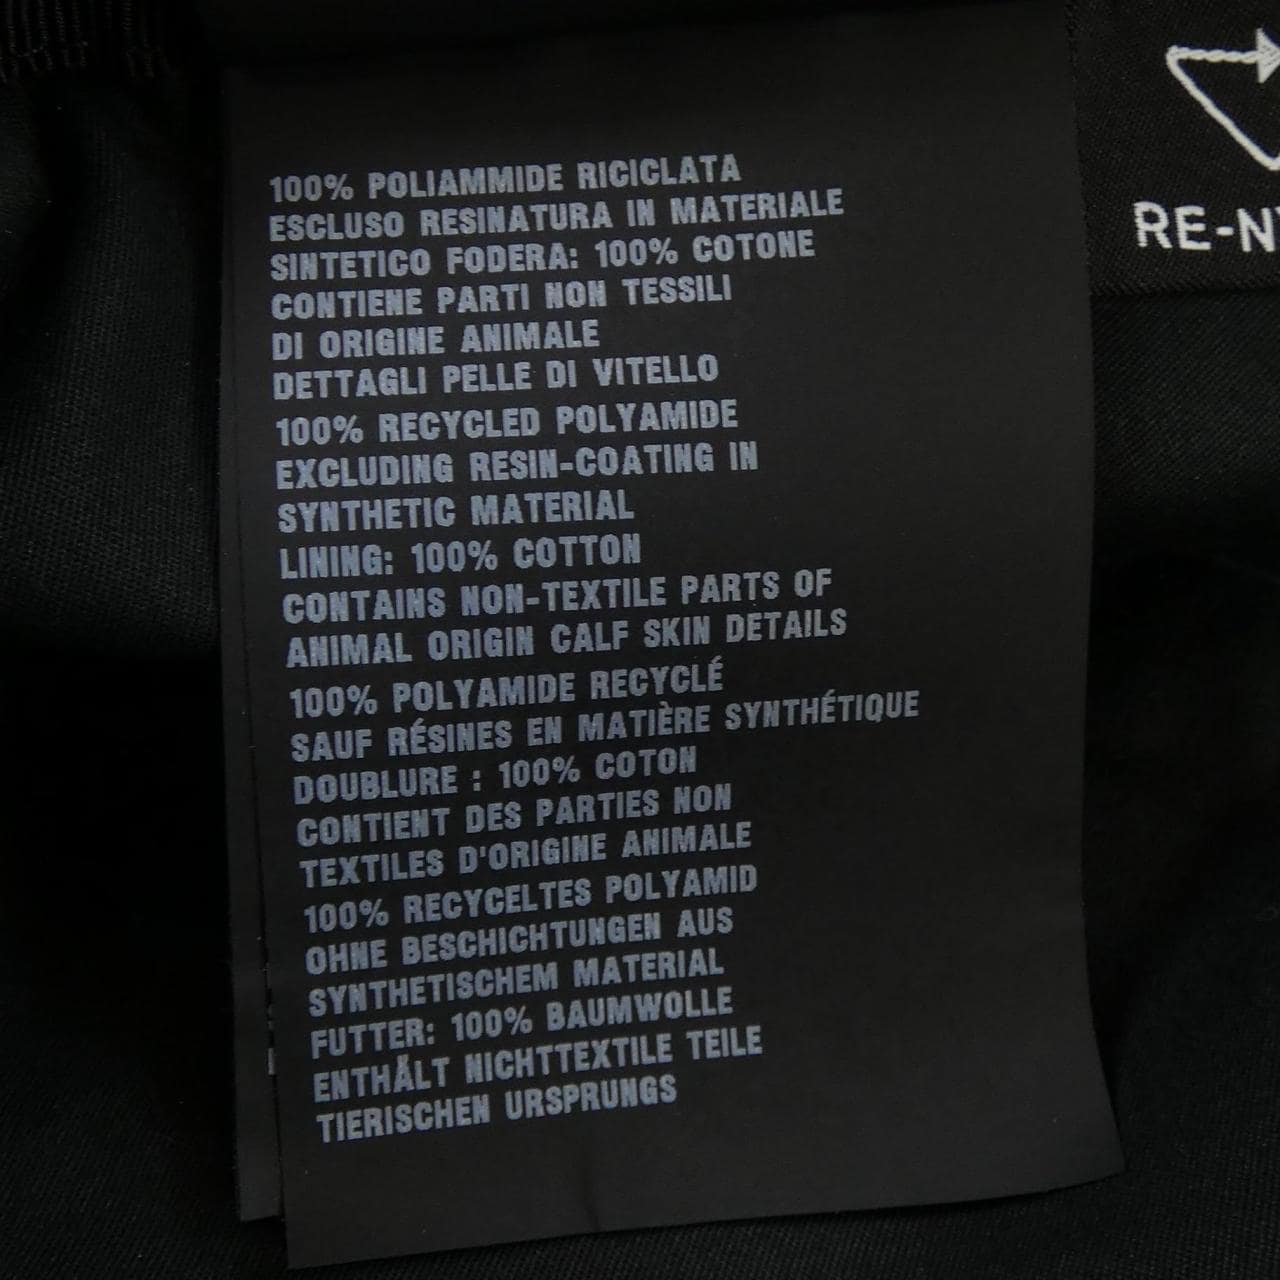 100% POLIAMMIDE RICICLATA
ESCLUSO RESINATURA IN MATERIALE
SINTETICO FODERA: 100% COTONE
CONTIENE PARTI NON TESSILI
DI ORIGINE ANIMALE
DETTAGLI PELLE DI VITELLO
100% RECYCLED POLYAMIDE
EXCLUDING RESIN-COATING IN
SYNTHETIC MATERIAL
LINING: 100% COTTON
CONTAINS NON-TEXTILE PARTS OF
ANIMAL ORIGIN CALF SKIN DETAILS
100% POLYAMIDE RECYCLÉ
SAUF RÉSINES EN MATIÈRE SYNTHÉTIQUE
DOUBLURE : 100% COTON
CONTIENT DES PARTIES NON
TEXTILES D'ORIGINE ANIMALE
100% RECYCELTES POLYAMID
OHNE BESCHICHTUNGEN AUS
SYNTHETISCHEM MATERIAL
FUTTER: 100% BAUMWOLLE
ENTHÄLT NICHTTEXTILE TEILE
TIERISCHEN URSPRUNGS
RE-N